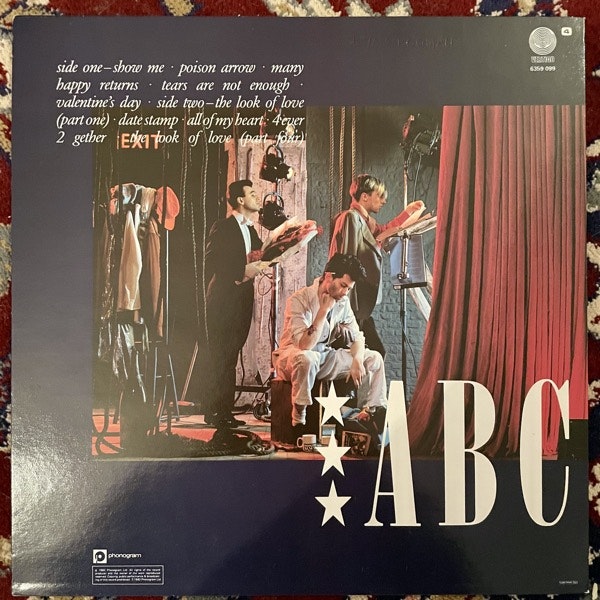 side one – show me · poison arrow · many
happy returns · tears are not enough ·
valentine's day · side two – the look of love
(part one) · date stamp · all of my heart · 4 ever
2 gether · the look of love (part four)
VERTIGO
6359 099
EXIT
ABC
phonogram